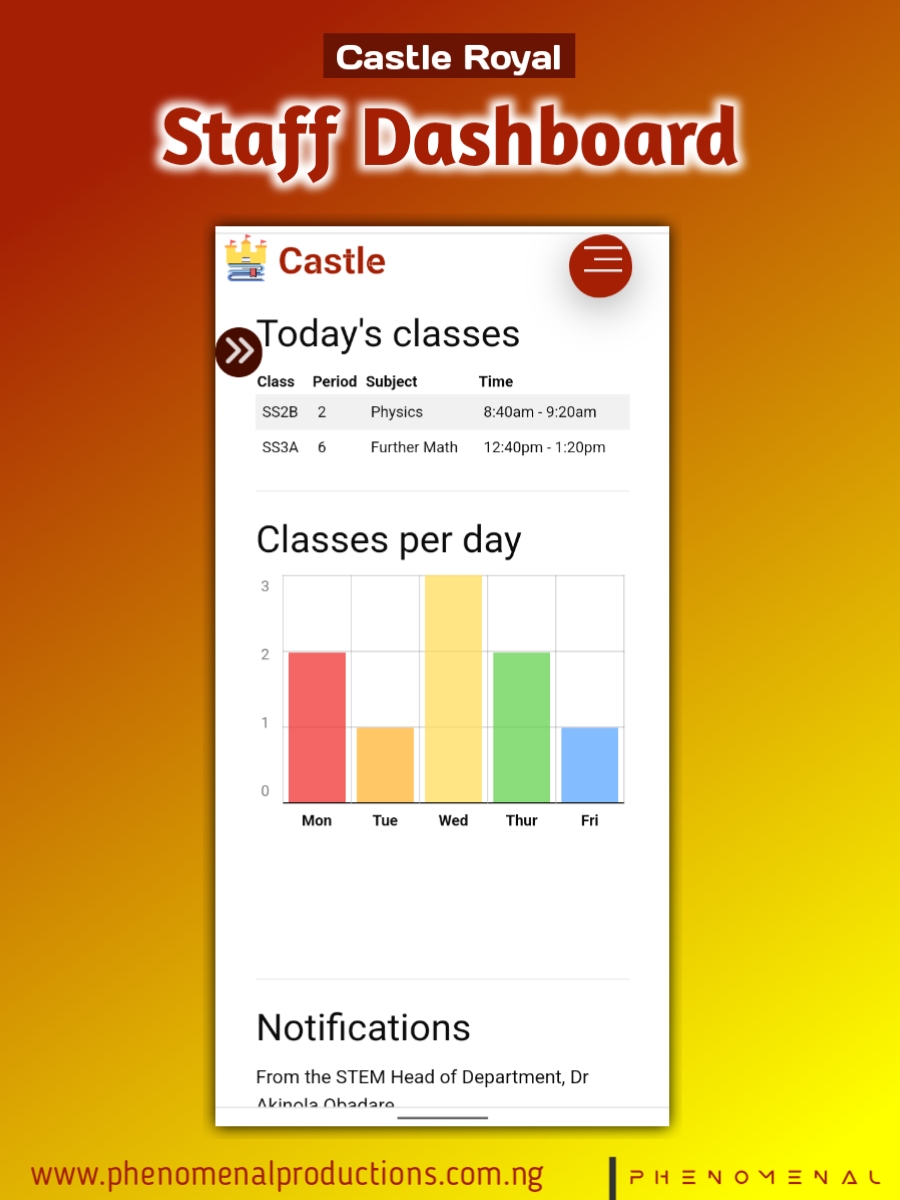 Castle Royal
Staff Dashboard
Castle
Today's classes
Class Period Subject Time
SS2B 2 Physics 8:40am - 9:20am
SS3A 6 Further Math 12:40pm - 1:20pm
Classes per day
3
2
1
0
Mon Tue Wed Thur Fri
Notifications
From the STEM Head of Department, Dr
Akinola Obadare
www.phenomenalproductions.com.ng
PHENOMENAL